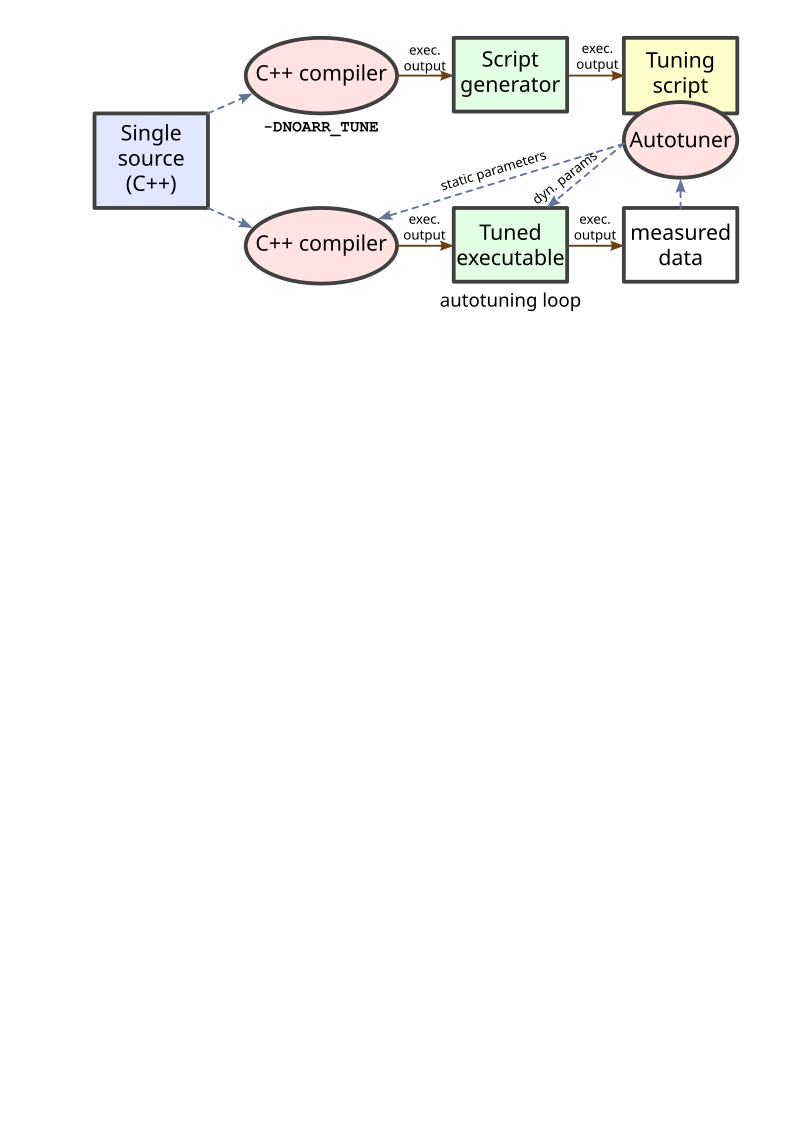 C++ compiler
-DNOARR_TUNE
exec.
output
Script
generator
exec.
output
Tuning
script
Autotuner
Single
source
(C++)
static parameters
dyn. params
C++ compiler
exec.
output
Tuned
executable
exec.
output
measured
data
autotuning loop